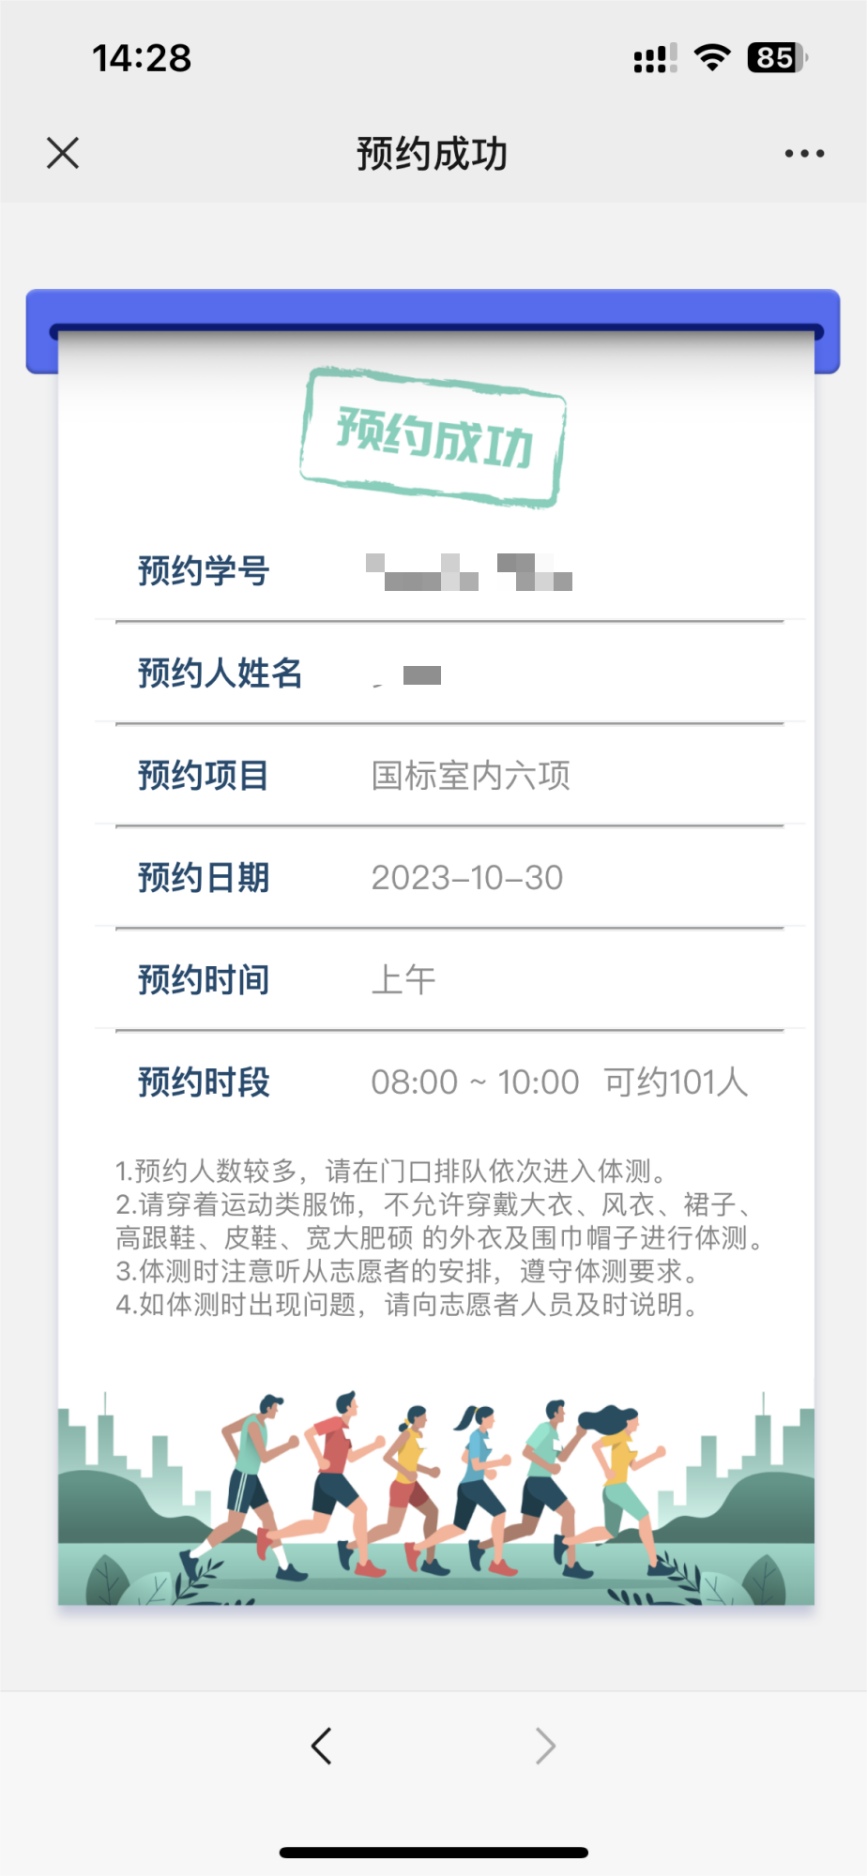 14:28
85
预约成功
预约成功
预约学号
预约人姓名
预约项目 国标室内六项
预约日期 2023-10-30
预约时间 上午
预约时段 08:00 ~ 10:00 可约101人
1.预约人数较多，请在门口排队依次进入体测。
2.请穿着运动类服饰，不允许穿戴大衣、风衣、裙子、
高跟鞋、皮鞋、宽大肥硕 的外衣及围巾帽子进行体测。
3.体测时注意听从志愿者的安排，遵守体测要求。
4.如体测时出现问题，请向志愿者人员及时说明。